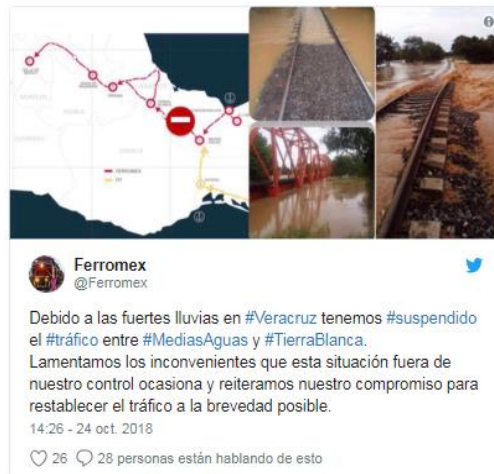 FERROMEX
Ferromex
@Ferromex
Debido a las fuertes lluvias en #Veracruz tenemos #suspendido
el #tráfico entre #MediasAguas y #TierraBlanca.
Lamentamos los inconvenientes que esta situación fuera de
nuestro control ocasiona y reiteramos nuestro compromiso para
restablecer el tráfico a la brevedad posible.
14:26 - 24 oct. 2018
26 28 personas están hablando de esto